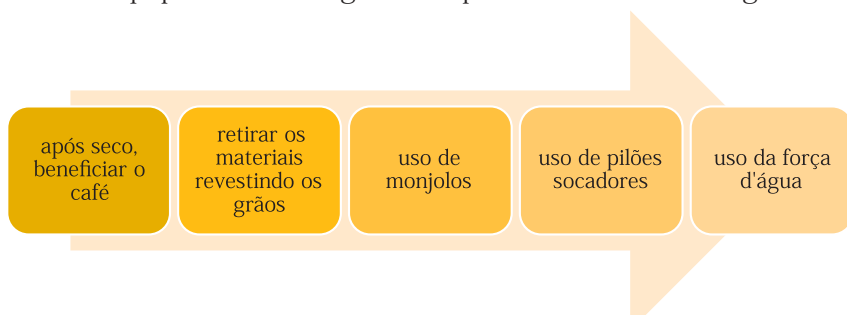 após seco,
beneficiar o
café
retirar os
materiais
revestindo os
grãos
uso de
monjolos
uso de pilões
socadores
uso da força
d'água